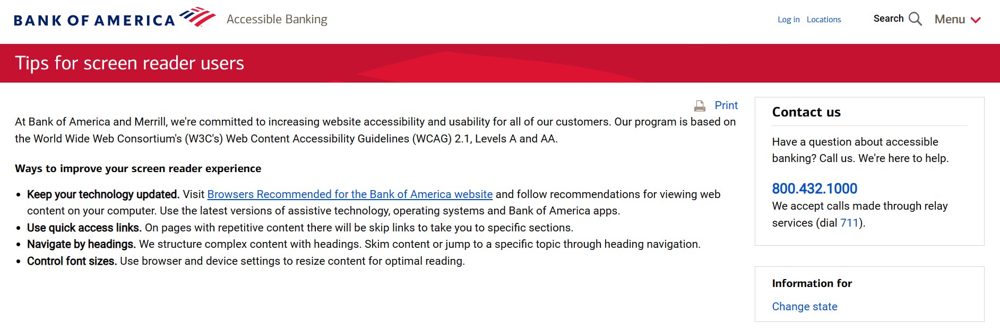 BANK OF AMERICA Accessible Banking
Log in Locations Search Menu
Tips for screen reader users
Print
At Bank of America and Merrill, we're committed to increasing website accessibility and usability for all of our customers. Our program is based on
the World Wide Web Consortium's (W3C's) Web Content Accessibility Guidelines (WCAG) 2.1, Levels A and AA.
Ways to improve your screen reader experience
• Keep your technology updated. Visit Browsers Recommended for the Bank of America website and follow recommendations for viewing web
content on your computer. Use the latest versions of assistive technology, operating systems and Bank of America apps.
• Use quick access links. On pages with repetitive content there will be skip links to take you to specific sections.
• Navigate by headings. We structure complex content with headings. Skim content or jump to a specific topic through heading navigation.
• Control font sizes. Use browser and device settings to resize content for optimal reading.
Contact us
Have a question about accessible
banking? Call us. We're here to help.
800.432.1000
We accept calls made through relay
services (dial 711).
Information for
Change state